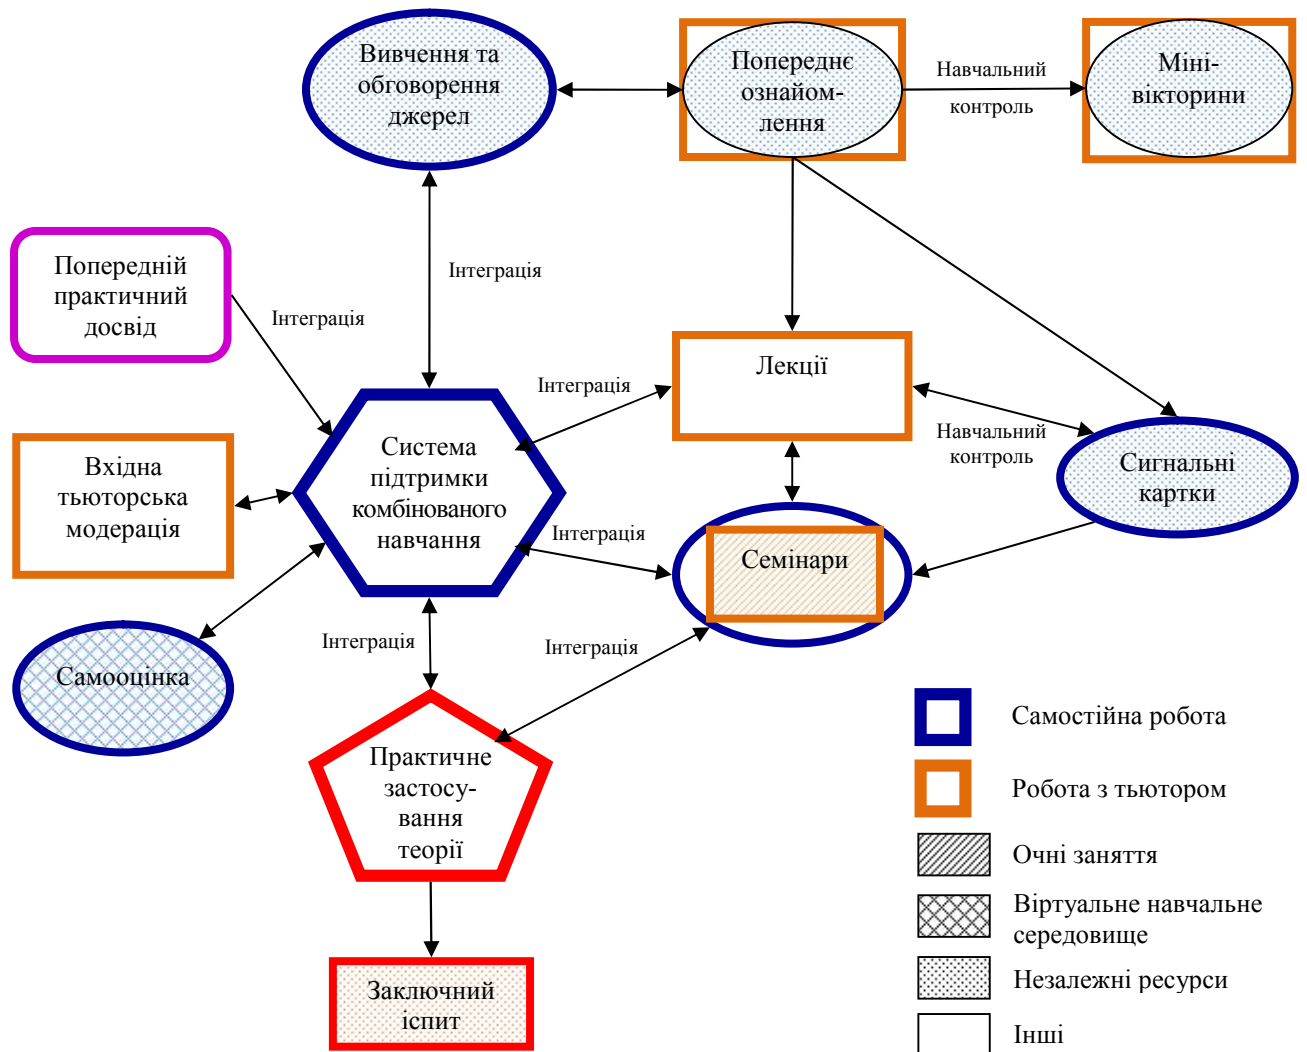 Вивчення та
обговорення
джерел
Попереднє
ознайом-
лення
Навчальний
контроль
Міні-
вікторини
Попередній
практичний
досвід
Інтеграція
Інтеграція
Лекції
Інтеграція
Система
підтримки
комбінованого
навчання
Навчальний
контроль
Сигнальні
картки
Вхідна
тьюторська
модерація
Інтеграція
Семінари
Самооцінка
Інтеграція
Інтеграція
Практичне
застосу-
вання
теорії
Заключний
іспит
Самостійна робота
Робота з тьютором
Очні заняття
Віртуальне навчальне
середовище
Незалежні ресурси
Інші